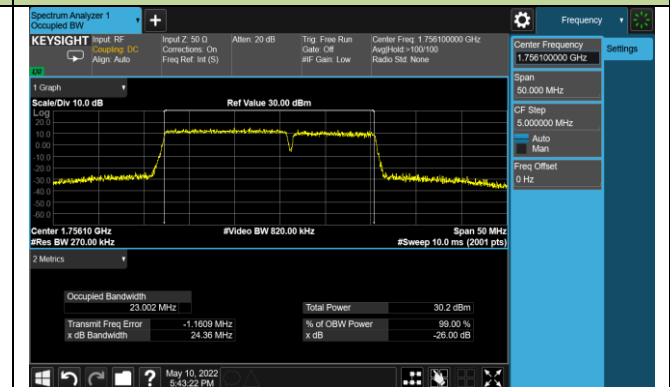 Spectrum Analyzer 1
Occupied BW
Frequency
KEYSIGHT
Input: RF
Coupling: DC
Align: Auto
Input Z: 50 Ω
Corrections: On
Freq Ref: Int (S)
Atten: 20 dB
Trig: Free Run
Gate: Off
#IF Gain: Low
Center Freq: 1.756100000 GHz
Avg|Hold:>100/100
Radio Std: None
Center Frequency
1.756100000 GHz
Settings
Span
50.000 MHz
CF Step
5.000000 MHz
Auto
Man
Freq Offset
0 Hz
1 Graph
Scale/Div 10.0 dB
Ref Value 30.00 dBm
Log
20.0
10.0
0.00
-10.0
-20.0
-30.0
-40.0
-50.0
-60.0
Center 1.75610 GHz
#Video BW 820.00 kHz
Span 50 MHz
#Res BW 270.00 kHz
#Sweep 10.0 ms (2001 pts)
2 Metrics
Occupied Bandwidth
23.002 MHz
Total Power 30.2 dBm
Transmit Freq Error -1.1609 MHz
% of OBW Power 99.00 %
x dB Bandwidth 24.36 MHz
x dB -26.00 dB
May 10, 2022
5:43:22 PM